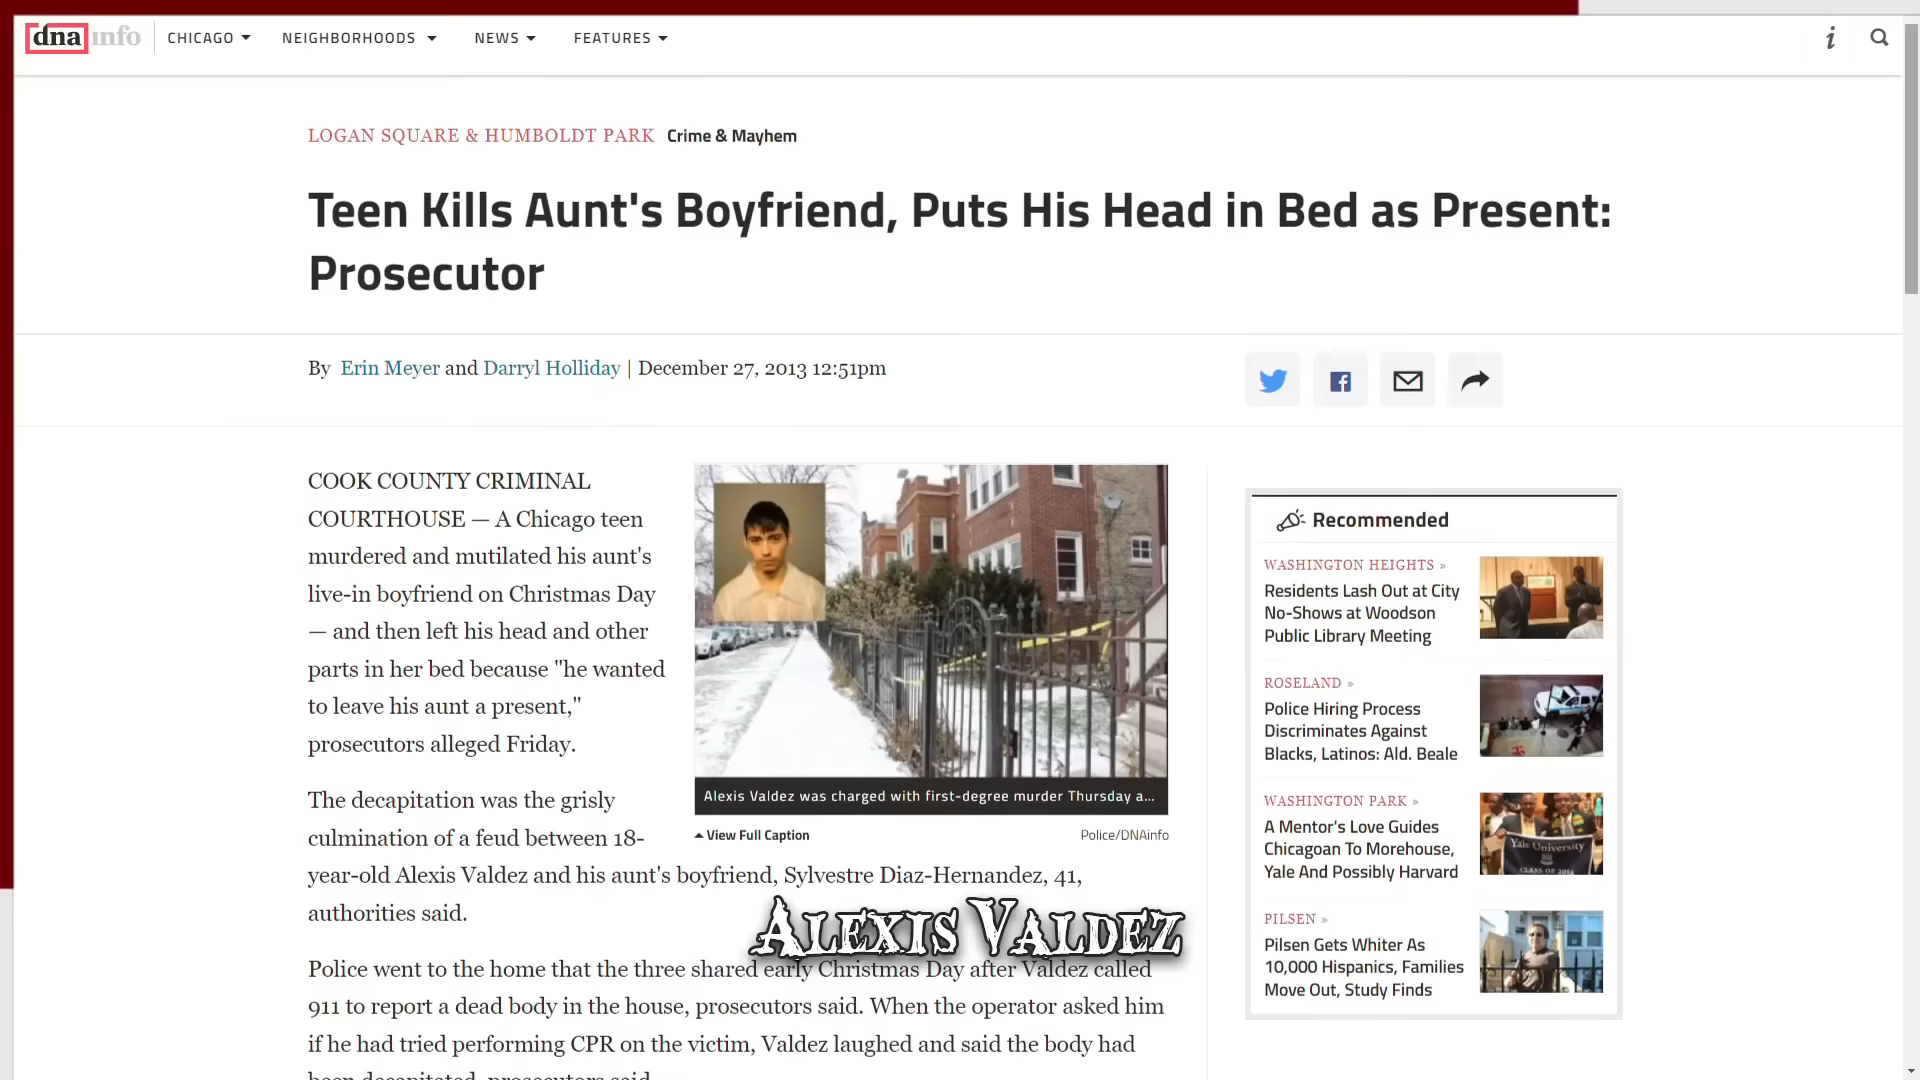 dnainfo
CHICAGO
NEIGHBORHOODS
NEWS
FEATURES
i
LOGAN SQUARE & HUMBOLDT PARK Crime & Mayhem
Teen Kills Aunt's Boyfriend, Puts His Head in Bed as Present:
Prosecutor
By Erin Meyer and Darryl Holliday | December 27, 2013 12:51pm
COOK COUNTY CRIMINAL
COURTHOUSE — A Chicago teen
murdered and mutilated his aunt's
live-in boyfriend on Christmas Day
— and then left his head and other
parts in her bed because "he wanted
to leave his aunt a present,"
prosecutors alleged Friday.
Alexis Valdez was charged with first-degree murder Thursday a...
View Full Caption
Police/DNAinfo
The decapitation was the grisly
culmination of a feud between 18-
year-old Alexis Valdez and his aunt's boyfriend, Sylvestre Diaz-Hernandez, 41,
authorities said.
Alexis Valdez
Police went to the home that the three shared early Christmas Day after Valdez called
911 to report a dead body in the house, prosecutors said. When the operator asked him
if he had tried performing CPR on the victim, Valdez laughed and said the body had
been decapitated, prosecutors said.
Recommended
WASHINGTON HEIGHTS »
Residents Lash Out at City
No-Shows at Woodson
Public Library Meeting
ROSELAND »
Police Hiring Process
Discriminates Against
Blacks, Latinos: Ald. Beale
WASHINGTON PARK »
A Mentor's Love Guides
Chicagoan To Morehouse,
Yale And Possibly Harvard
Yale University
PILSEN »
Pilsen Gets Whiter As
10,000 Hispanics, Families
Move Out, Study Finds